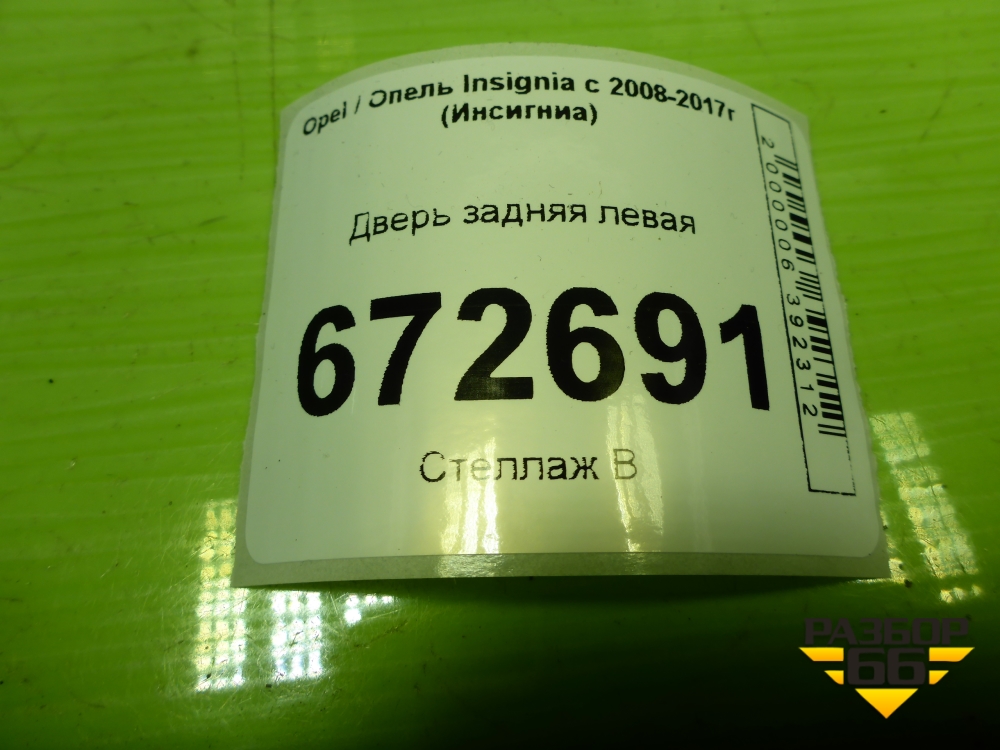 Opel / Опель Insignia с 2008-2017г
(Инсигниа)
Дверь задняя левая
672691
Стеллаж В
2000006392312
РАЗБОР
66